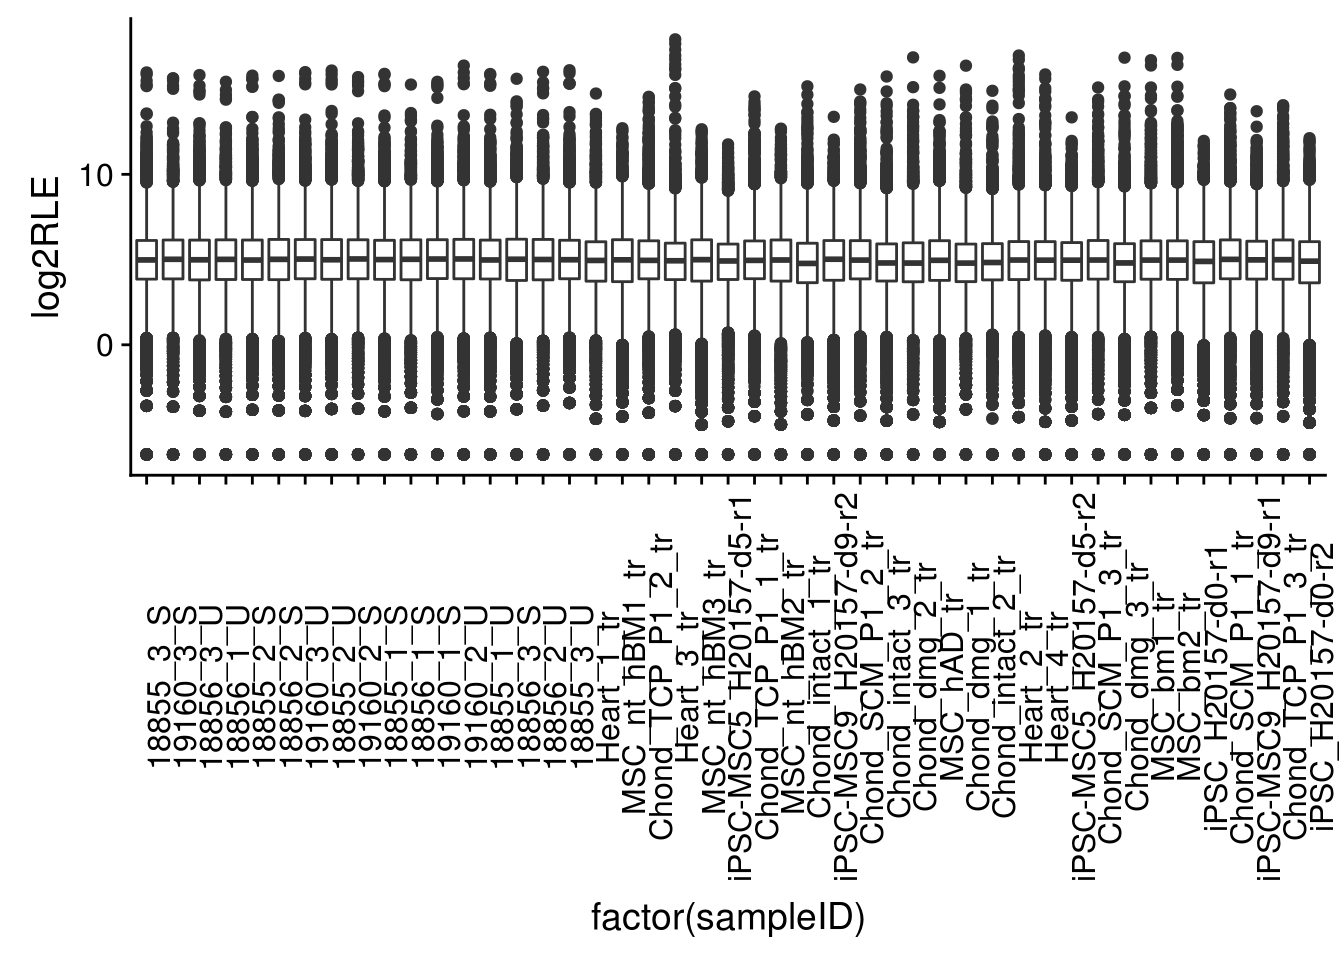 log2RLE
10
0
18855_3_S
19160_3_S
18856_3_U
18856_1_U
18855_2_S
18856_2_S
19160_3_U
18855_2_U
19160_2_S
18855_1_S
18856_1_S
19160_1_S
19160_2_U
18855_1_U
18856_3_S
18856_2_U
18855_3_U
Heart_1_tr
MSC_nt_hBM1_tr
Chond_TCP_P1_2_tr
Heart_3_tr
MSC_nt_hBM3_tr
iPSC-MSC5_H20157-d5-r1
Chond_TCP_P1_1_tr
MSC_nt_hBM2_tr
Chond_intact_1_tr
iPSC-MSC9_H20157-d9-r2
Chond_SCM_P1_2_tr
Chond_intact_3_tr
Chond_dmg_2_tr
MSC_hAD_tr
Chond_dmg_1_tr
Chond_intact_2_tr
Heart_2_tr
Heart_4_tr
iPSC-MSC5_H20157-d5-r2
Chond_SCM_P1_3_tr
Chond_dmg_3_tr
MSC_bm1_tr
MSC_bm2_tr
iPSC_H20157-d0-r1
Chond_SCM_P1_1_tr
iPSC-MSC9_H20157-d9-r1
Chond_TCP_P1_3_tr
iPSC_H20157-d0-r2
factor(sampleID)